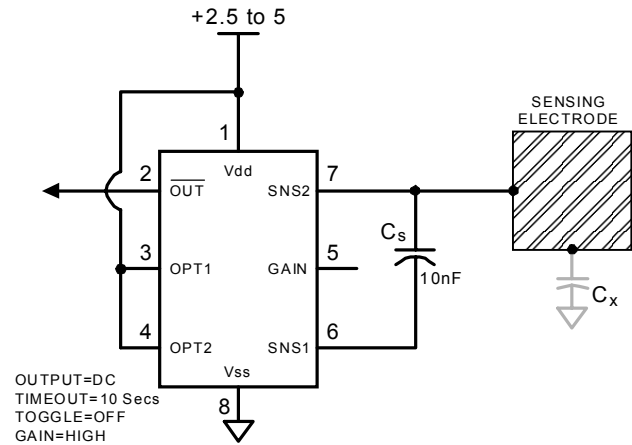 +2.5 to 5
SENSING
ELECTRODE
1
Vdd
2
OUT
SNS2
7
Cs
10nF
3
OPT1
GAIN
5
Cx
4
OPT2
SNS1
6
Vss
8
OUTPUT=DC
TIMEOUT=10 Secs
TOGGLE=OFF
GAIN=HIGH